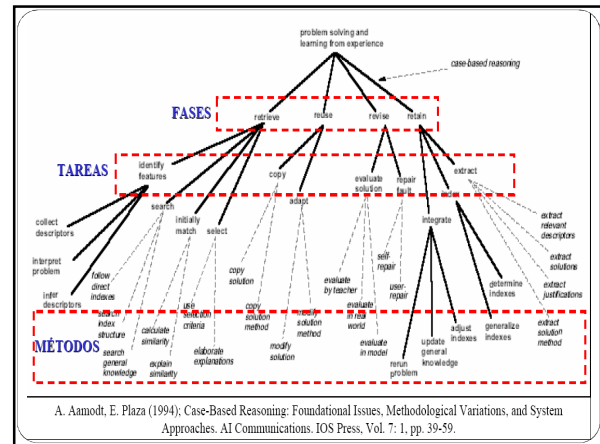 problem solving and
learning from experience
case-based reasoning
FASES
retrieve
reuse
revise
retain
TAREAS
identify
features
search
initially
match
select
copy
adapt
evaluate
solution
repair
fault
integrate
index
extract
collect
descriptors
interpret
problem
infer
descriptors
follow
direct
indexes
search
index
structure
search
general
knowledge
calculate
similarity
explain
similarity
use
selection
criteria
elaborate
explanations
copy
solution
copy
solution
method
modify
solution
modify
solution
method
evaluate
by teacher
evaluate
in real
world
evaluate
in model
self-
repair
user-
repair
rerun
problem
update
general
knowledge
adjust
indexes
generalize
indexes
determine
indexes
extract
relevant
descriptors
extract
solutions
extract
justifications
extract
solution
method
MÉTODOS
A. Aamodt, E. Plaza (1994); Case-Based Reasoning: Foundational Issues, Methodological Variations, and System
Approaches. AI Communications. IOS Press, Vol. 7: 1, pp. 39-59.